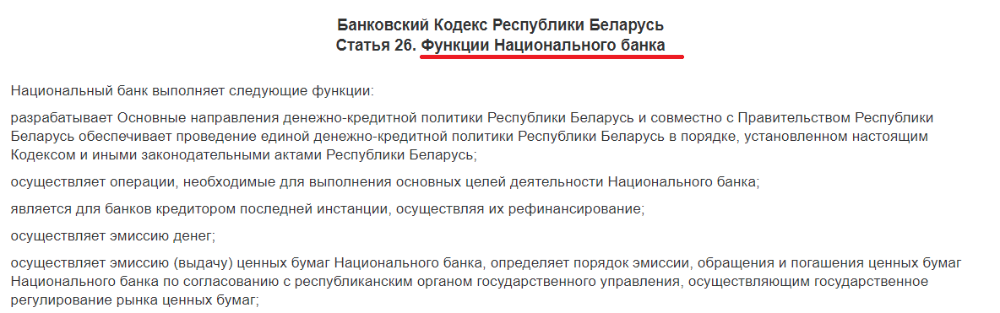 Банковский Кодекс Республики Беларусь
Статья 26. Функции Национального банка
Национальный банк выполняет следующие функции:
разрабатывает Основные направления денежно-кредитной политики Республики Беларусь и совместно с Правительством Республики
Беларусь обеспечивает проведение единой денежно-кредитной политики Республики Беларусь в порядке, установленном настоящим
Кодексом и иными законодательными актами Республики Беларусь;
осуществляет операции, необходимые для выполнения основных целей деятельности Национального банка;
является для банков кредитором последней инстанции, осуществляя их рефинансирование;
осуществляет эмиссию денег;
осуществляет эмиссию (выдачу) ценных бумаг Национального банка, определяет порядок эмиссии, обращения и погашения ценных бумаг
Национального банка по согласованию с республиканским органом государственного управления, осуществляющим государственное
регулирование рынка ценных бумаг;